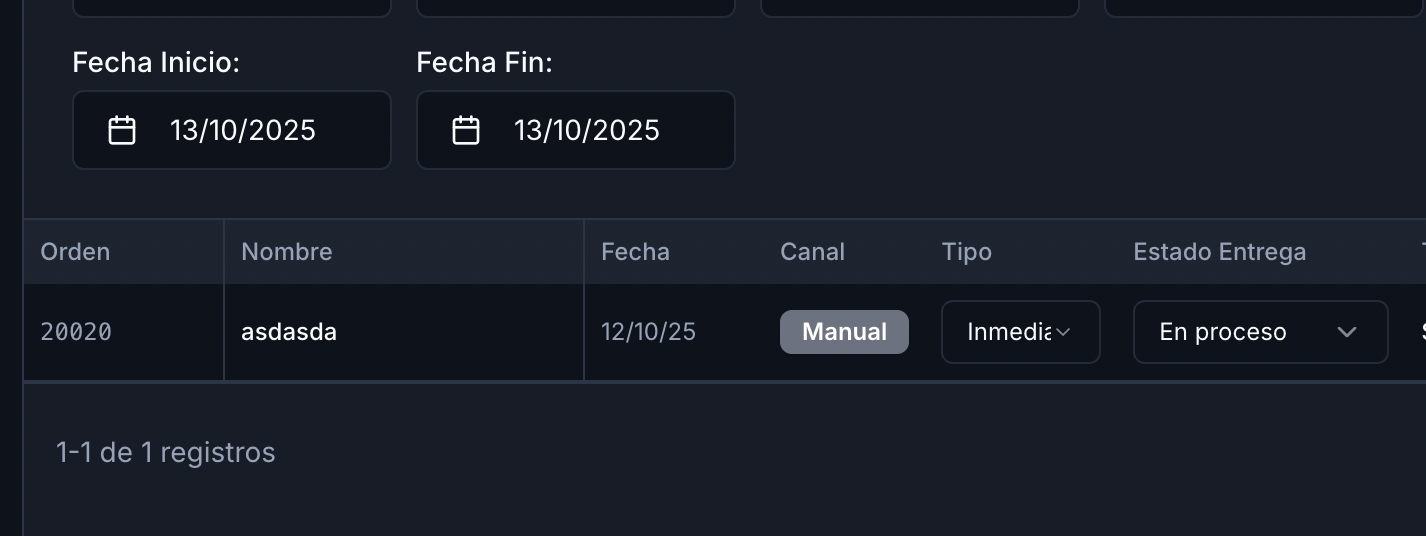 Fecha Inicio: Fecha Fin:
13/10/2025 13/10/2025
Orden Nombre Fecha Canal Tipo Estado Entrega
20020 asdasda 12/10/25 Manual Inmedia En proceso
1-1 de 1 registros